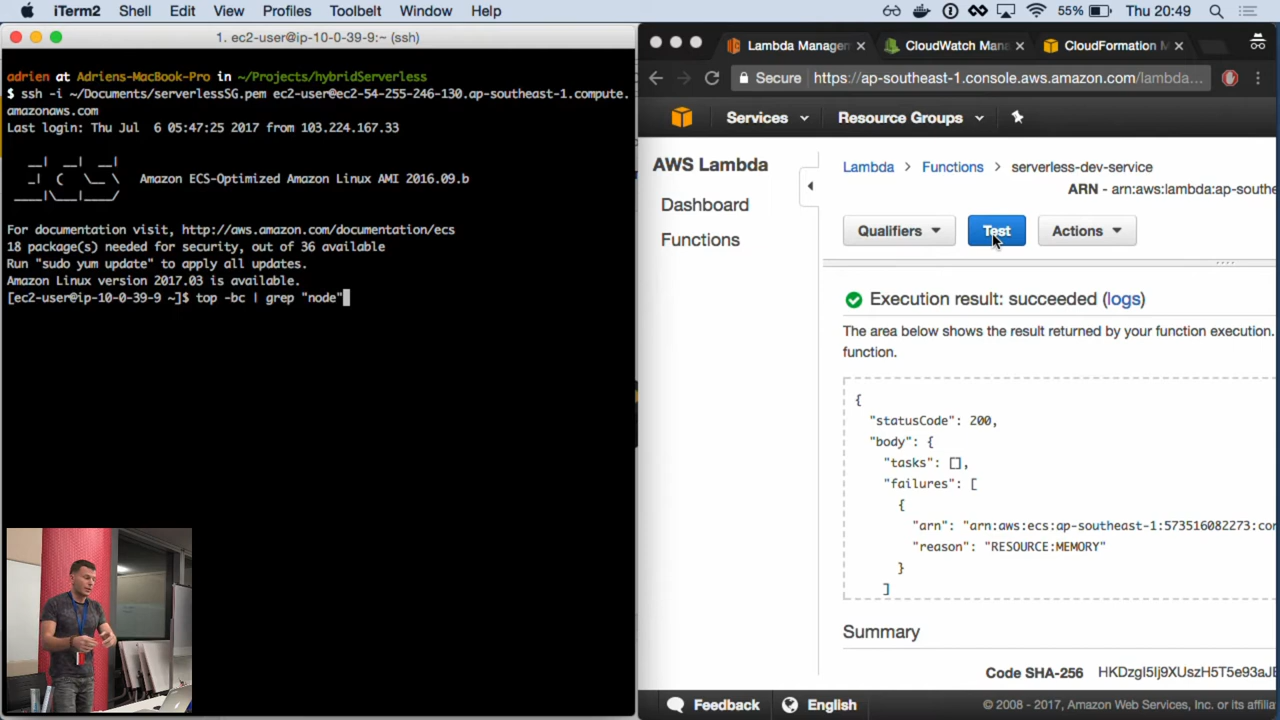 iTerm2 Shell Edit View Profiles Toolbelt Window Help 55% Thu 20:49
1. ec2-user@ip-10-0-39-9:~ (ssh)
adrien at Adriens-MacBook-Pro in ~/Projects/hybridServerless
$ ssh -i ~/Documents/serverlessSG.pem ec2-user@ec2-54-255-246-130.ap-southeast-1.compute.
amazonaws.com
Last login: Thu Jul  6 05:47:25 2017 from 103.224.167.33
__| __| __|
_| ( \__ \ Amazon ECS-Optimized Amazon Linux AMI 2016.09.b
____|\___|____/
For documentation visit, http://aws.amazon.com/documentation/ecs
18 package(s) needed for security, out of 36 available
Run "sudo yum update" to apply all updates.
Amazon Linux version 2017.03 is available.
[ec2-user@ip-10-0-39-9 ~]$ top -bc | grep "node"
Lambda Manage CloudWatch Man CloudFormation M
Secure https://ap-southeast-1.console.aws.amazon.com/lambda...
Services Resource Groups
AWS Lambda
Dashboard
Functions
Lambda > Functions > serverless-dev-service
ARN - arn:aws:lambda:ap-southe
Qualifiers Test Actions
Execution result: succeeded (logs)
The area below shows the result returned by your function execution.
function.
{
"statusCode": 200,
"body": {
"tasks": [],
"failures": [
{
"arn": "arn:aws:ecs:ap-southeast-1:573516082273:con
"reason": "RESOURCE:MEMORY"
}
]
Summary
Code SHA-256 HKDzgI5Ij9XUszH5T5e93aJE
Feedback English © 2008 - 2017, Amazon Web Services, Inc. or its affilia